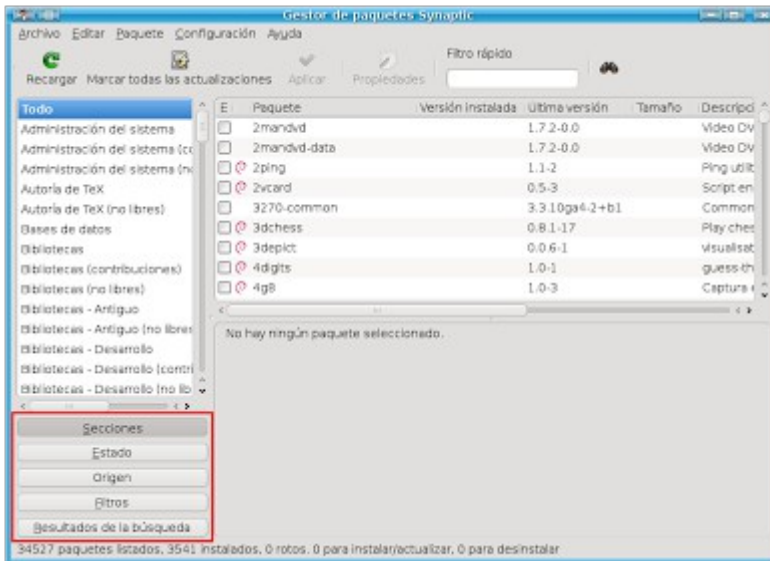 Gestor de paquetes Synaptic
Archivo Editar Paquete Configuración Ayuda
Filtro rápido
Recargar Marcar todas las actualizaciones Aplicar Propiedades
E Paquete Versión instalada Última versión Tamaño Descripci
Todo
Administración del sistema
Administración del sistema (co
Administración del sistema (no
Autoría de TeX
Autoría de TeX (no libres)
Bases de datos
Bibliotecas
Bibliotecas (contribuciones)
Bibliotecas (no libres)
Bibliotecas - Antiguo
Bibliotecas - Antiguo (no libres
Bibliotecas - Desarrollo
Bibliotecas - Desarrollo (contri
Bibliotecas - Desarrollo (no lib
2mandvd 1.7.2-0.0 Video DV
2mandvd-data 1.7.2-0.0 Video DV
2ping 1.1-2 Ping utilit
2vcard 0.5-3 Script en
3270-common 3.3.10ga4-2+b1 Common
3dchess 0.8.1-17 Play ches
3depict 0.0.6-1 visualisat
4digits 1.0-1 guess-th
4g8 1.0-3 Captura
No hay ningún paquete seleccionado.
Secciones
Estado
Origen
Filtros
Resultados de la búsqueda
34527 paquetes listados, 3541 instalados, 0 rotos. 0 para instalar/actualizar, 0 para desinstalar